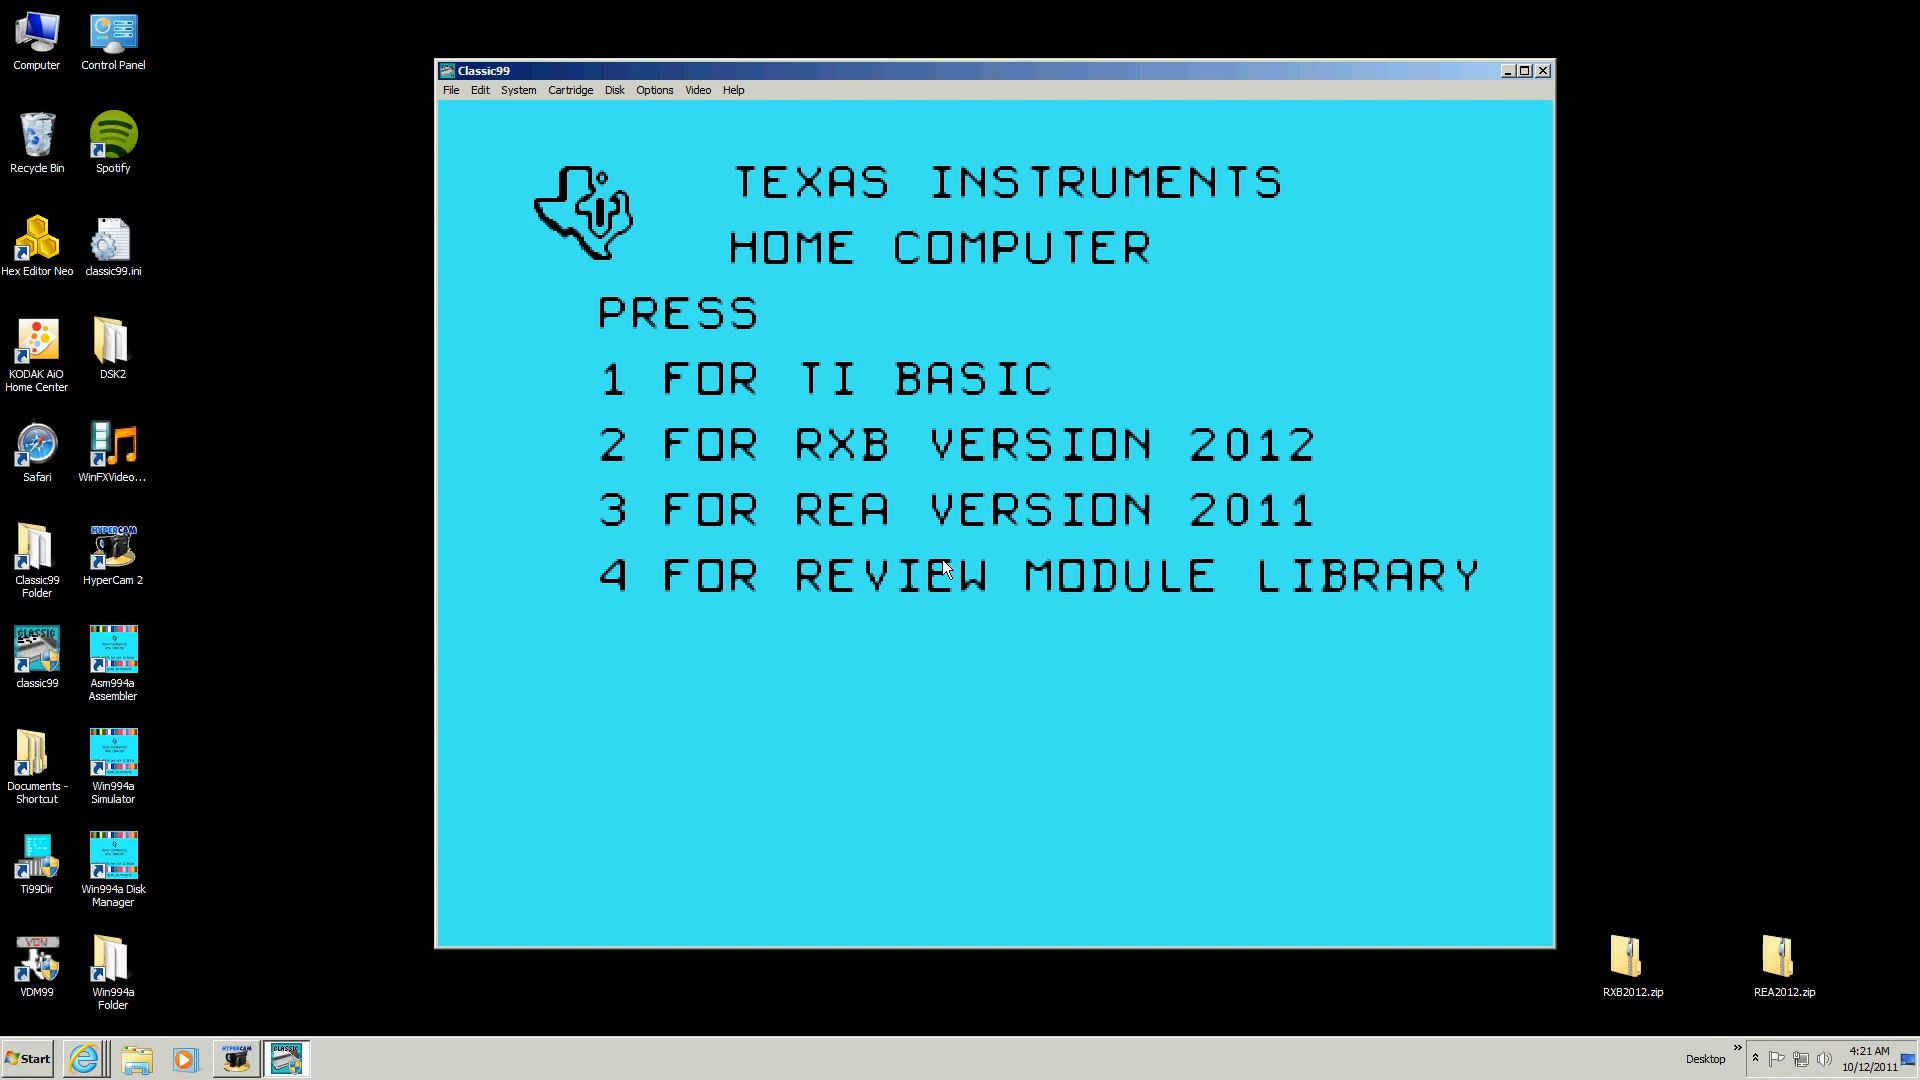 Computer
Control Panel
Recycle Bin
Spotify
Hex Editor Neo
classic99.ini
KODAK AiO
Home Center
DSK2
Safari
WinFXVideo...
Classic99
Folder
HYPERCAM
HyperCam 2
CLASSIC
classic99
Asm994a
Assembler
Documents -
Shortcut
Win994a
Simulator
Ti99Dir
Win994a Disk
Manager
VDM99
Win994a
Folder
Classic99
File Edit System Cartridge Disk Options Video Help
TEXAS INSTRUMENTS
HOME COMPUTER
PRESS
1 FOR TI BASIC
2 FOR RXB VERSION 2012
3 FOR REA VERSION 2011
4 FOR REVIEW MODULE LIBRARY
RXB2012.zip
REA2012.zip
Start
HYPERCAM
CLASSIC
Desktop
4:21 AM
10/12/2011